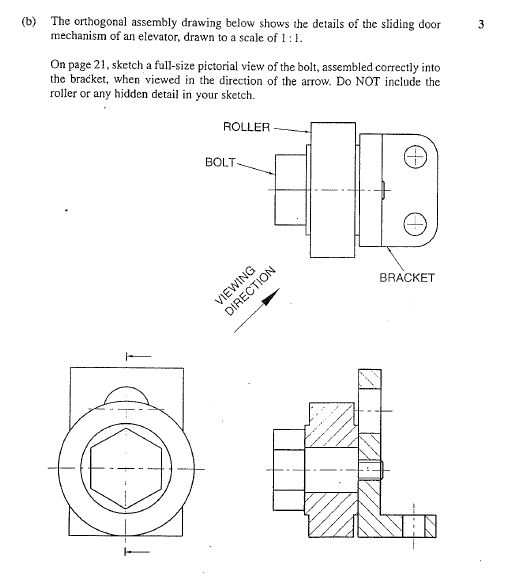 (b) The orthogonal assembly drawing below shows the details of the sliding door 3
mechanism of an elevator, drawn to a scale of 1 : 1.
On page 21, sketch a full-size pictorial view of the bolt, assembled correctly into
the bracket, when viewed in the direction of the arrow. Do NOT include the
roller or any hidden detail in your sketch.
ROLLER
BOLT
BRACKET
VIEWING
DIRECTION